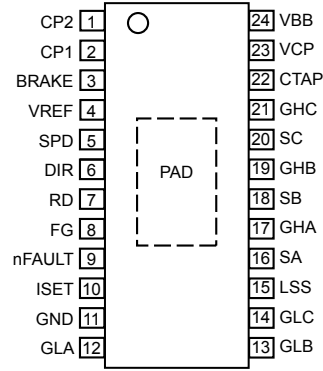 CP2 1
CP1 2
BRAKE 3
VREF 4
SPD 5
DIR 6
RD 7
FG 8
nFAULT 9
ISET 10
GND 11
GLA 12
PAD
24 VBB
23 VCP
22 CTAP
21 GHC
20 SC
19 GHB
18 SB
17 GHA
16 SA
15 LSS
14 GLC
13 GLB